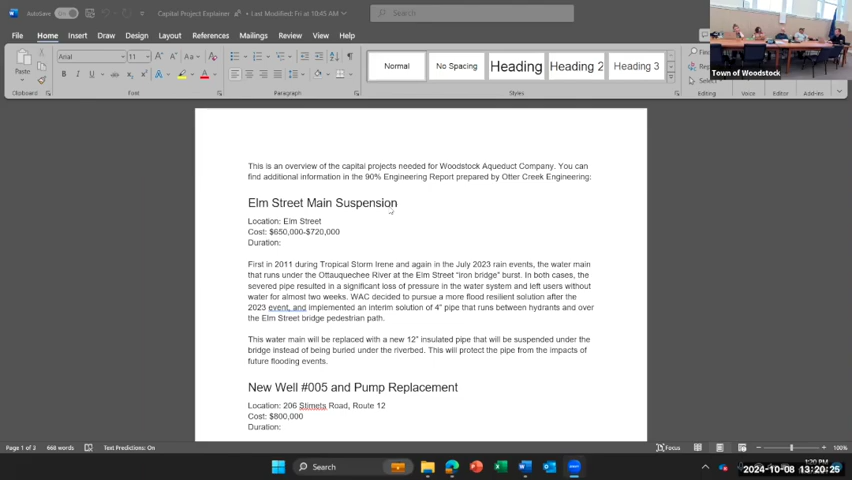 AutoSave Off
Capital Project Explainer
Last Modified: Fri at 10:45 AM
Search
File Home Insert Draw Design Layout References Mailings Review View Help
Paste
Arial 11
Normal No Spacing Heading Heading 2 Heading 3
Clipboard Font Paragraph Styles Editing Voice Editor Add-ins
Town of Woodstock
This is an overview of the capital projects needed for Woodstock Aqueduct Company. You can
find additional information in the 90% Engineering Report prepared by Otter Creek Engineering:
Elm Street Main Suspension
Location: Elm Street
Cost: $650,000-$720,000
Duration:
First in 2011 during Tropical Storm Irene and again in the July 2023 rain events, the water main
that runs under the Ottauquechee River at the Elm Street “iron bridge” burst. In both cases, the
severed pipe resulted in a significant loss of pressure in the water system and left users without
water for almost two weeks. WAC decided to pursue a more flood resilient solution after the
2023 event, and implemented an interim solution of 4” pipe that runs between hydrants and over
the Elm Street bridge pedestrian path.
This water main will be replaced with a new 12” insulated pipe that will be suspended under the
bridge instead of being buried under the riverbed. This will protect the pipe from the impacts of
future flooding events.
New Well #005 and Pump Replacement
Location: 206 Stimets Road, Route 12
Cost: $800,000
Duration:
Page 1 of 3 668 words Text Predictions: On Focus 100%
Search
2024-10-08 13:20:25